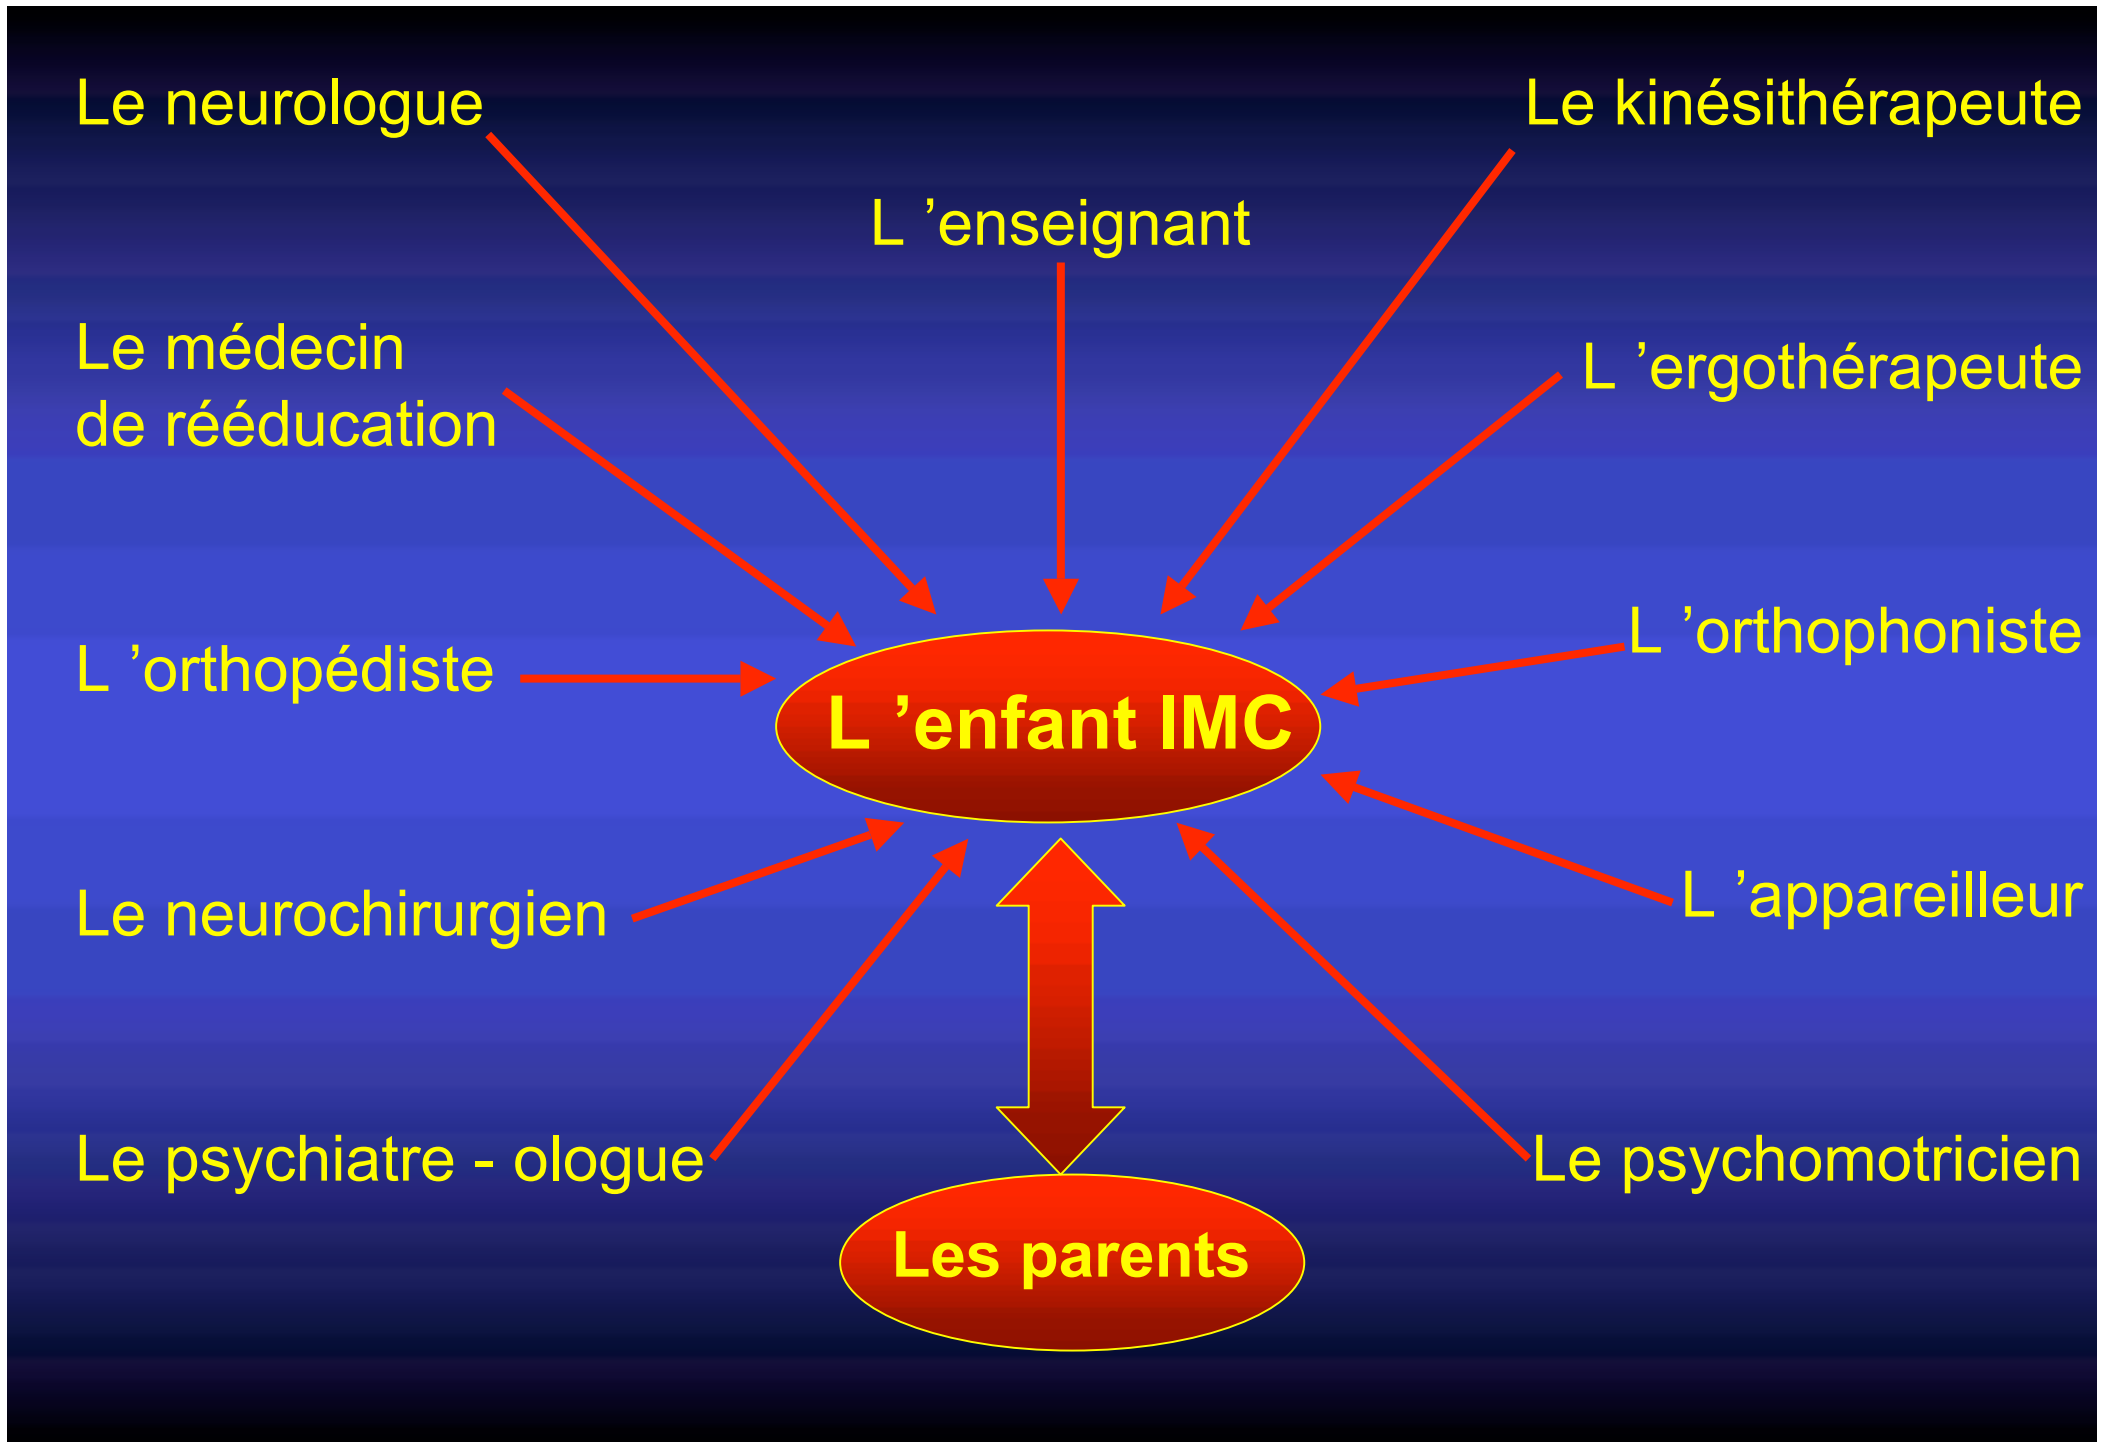 Le neurologue
Le kinésithérapeute
L ’enseignant
Le médecin
de rééducation
L ’ergothérapeute
L ’orthopédiste
L ’orthophoniste
L ’enfant IMC
Le neurochirurgien
L ’appareilleur
Le psychiatre - ologue
Le psychomotricien
Les parents